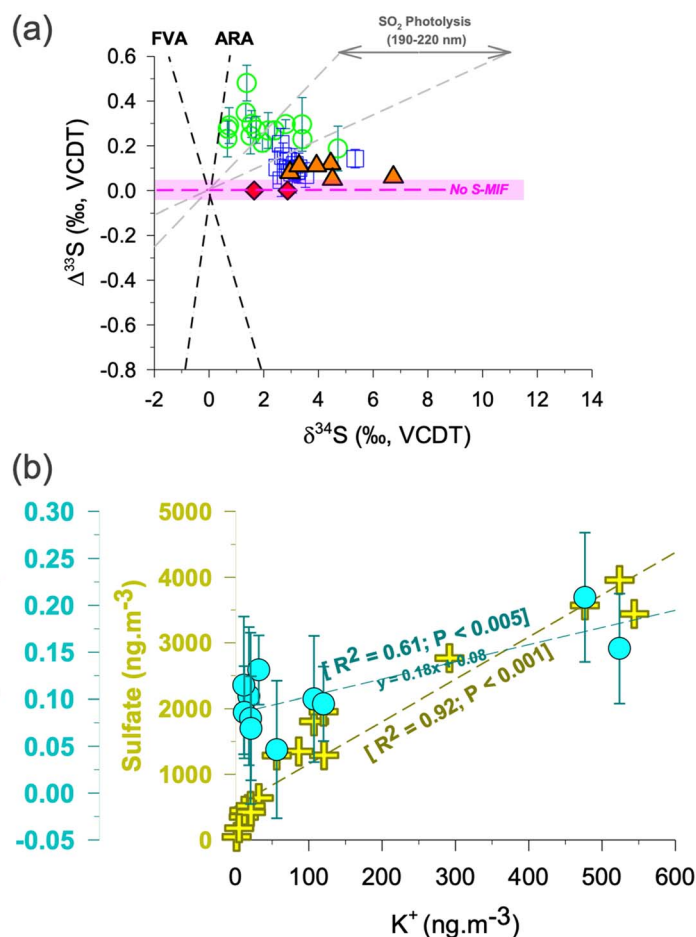 (a)
SO₂ Photolysis
(190-220 nm)
FVA ARA
0.6
0.4
0.2
0.0
-0.2
-0.4
-0.6
-0.8
Δ³³S (‰, VCDT)
No S-MIF
-2 0 2 4 6 8 10 12 14
δ³⁴S (‰, VCDT)
(b)
0.30
0.25
0.20
0.15
0.10
0.05
0.00
-0.05
Sulfate (ng.m⁻³)
5000
4000
3000
2000
1000
0
[ R² = 0.61; P < 0.005]
y = 0.18x + 0.08
[ R² = 0.92; P < 0.001]
0 100 200 300 400 500 600
K⁺ (ng.m⁻³)